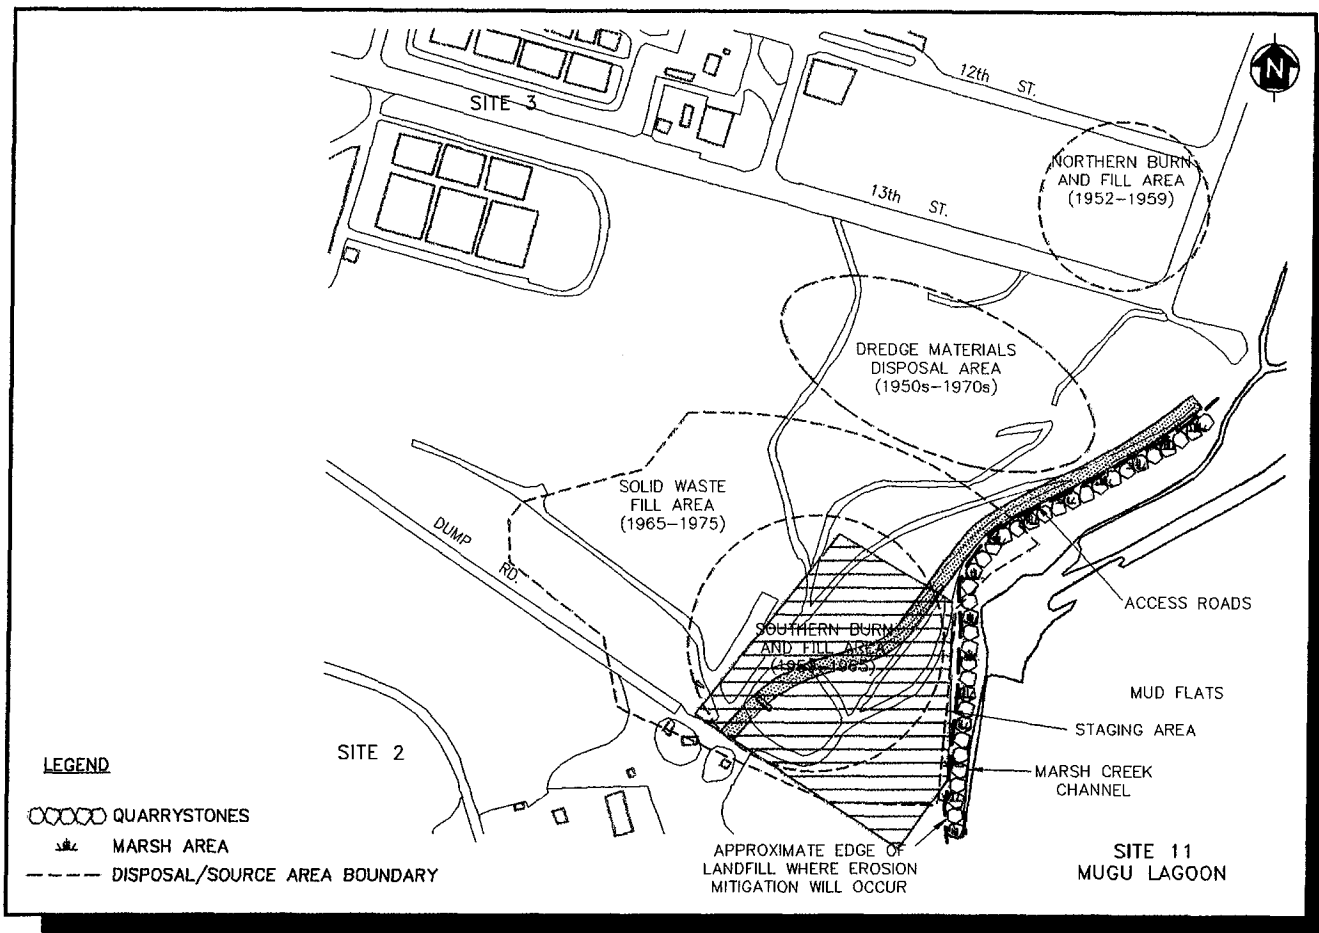 N
12th ST.
SITE 3
NORTHERN BURN
AND FILL AREA
(1952-1959)
13th ST.
DREDGE MATERIALS
DISPOSAL AREA
(1950s-1970s)
SOLID WASTE
FILL AREA
(1965-1975)
DUMP RD.
ACCESS ROADS
SOUTHERN BURN
AND FILL AREA
MUD FLATS
STAGING AREA
SITE 2
MARSH CREEK
CHANNEL
LEGEND
QUARRYSTONES
MARSH AREA
DISPOSAL/SOURCE AREA BOUNDARY
APPROXIMATE EDGE OF
LANDFILL WHERE EROSION
MITIGATION WILL OCCUR
SITE 11
MUGU LAGOON